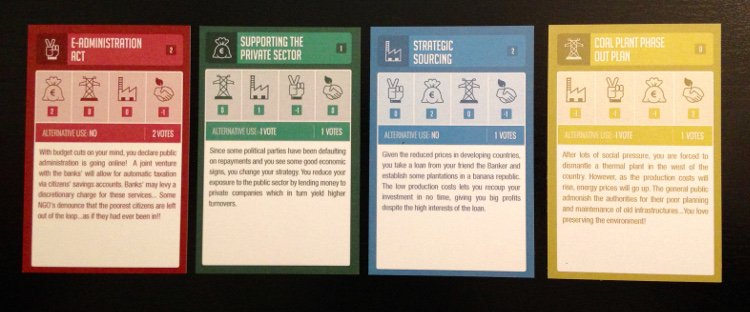 E-ADMINISTRATION
ACT
2
€
2
0
0
-1
ALTERNATIVE USE: NO
2 VOTES
With budget cuts on your mind, you declare public
administration is going online! A joint venture
with the banks' will allow for automatic taxation
via citizens' savings accounts. Banks' may levy a
discretionary charge for these services... Some
NGO's denounce that the poorest citizens are left
out of the loop...as if they had ever been in!!
SUPPORTING THE
PRIVATE SECTOR
1
€
0
1
-1
0
ALTERNATIVE USE:-1 VOTE
1 VOTES
Since some political parties have been defaulting
on repayments and you see some good economic
signs, you change your strategy. You reduce your
exposure to the public sector by lending money to
private companies which in turn yield higher
turnovers.
STRATEGIC
SOURCING
2
€
0
2
0
-1
ALTERNATIVE USE: NO
1 VOTES
Given the reduced prices in developing countries,
you take a loan from your friend the Banker and
establish some plantations in a banana republic.
The low production costs lets you recoup your
investment in no time, giving you big profits
despite the high interests of the loan.
COAL PLANT PHASE
OUT PLAN
0
€
-1
-1
-1
2
ALTERNATIVE USE:-1 VOTE
1 VOTES
After lots of social pressure, you are forced to
dismantle a thermal plant in the west of the
country. However, as the production costs will
rise, energy prices will go up. The general public
admonish the authorities for their poor planning
and maintenance of old infrastructures...You love
preserving the environment!